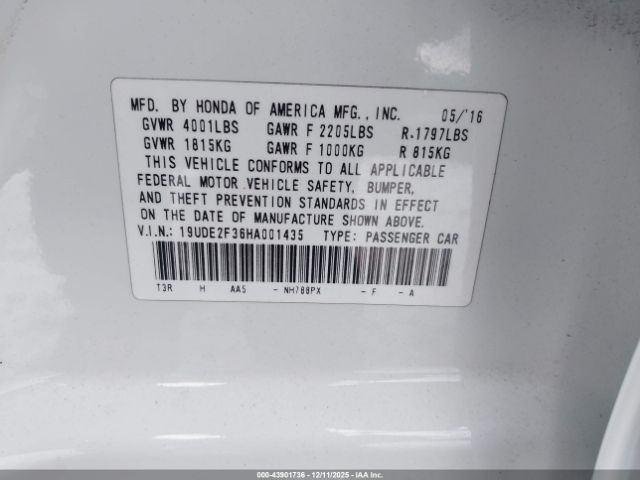 MFD. BY HONDA OF AMERICA MFG., INC. 05/'16
GVWR 4001LBS GAWR F 2205LBS R 1797LBS
GVWR 1815KG GAWR F 1000KG R 815KG
THIS VEHICLE CONFORMS TO ALL APPLICABLE
FEDERAL MOTOR VEHICLE SAFETY, BUMPER,
AND THEFT PREVENTION STANDARDS IN EFFECT
ON THE DATE OF MANUFACTURE SHOWN ABOVE.
V.I.N.: 19UDE2F36HA001435 TYPE: PASSENGER CAR
T3R H AA5 - NH788PX - F - A
000-43901736 - 12/11/2025 - IAA Inc.